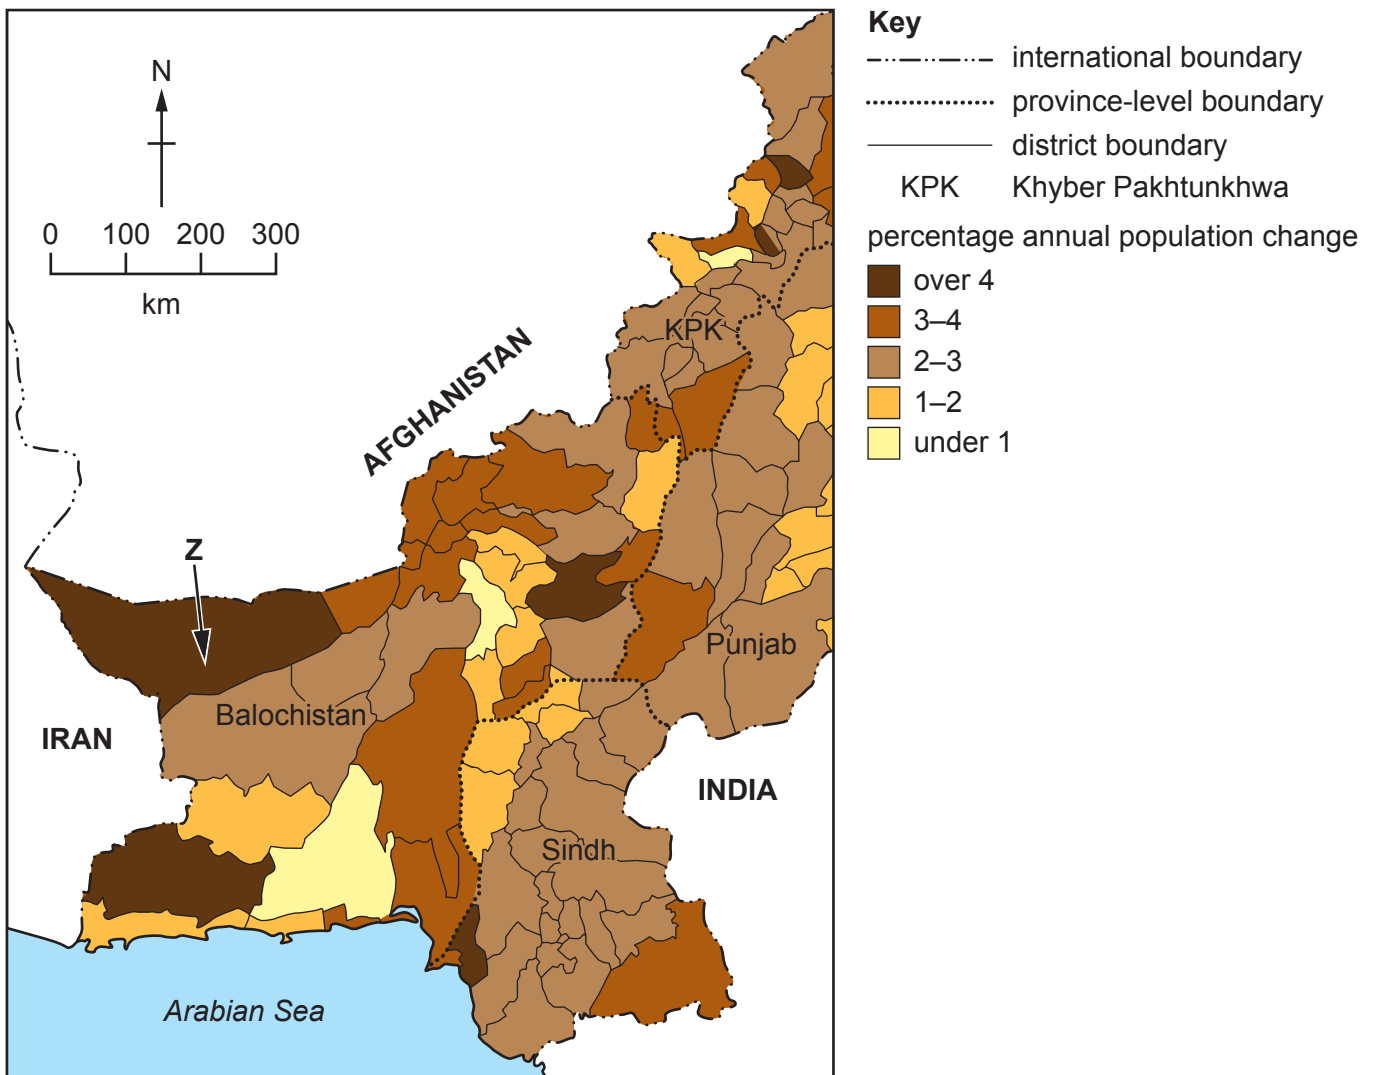 N
0 100 200 300
km
AFGHANISTAN
KPK
Z
Punjab
Balochistan
IRAN
INDIA
Sindh
Arabian Sea
Key
international boundary
province-level boundary
district boundary
KPK Khyber Pakhtunkhwa
percentage annual population change
over 4
3–4
2–3
1–2
under 1